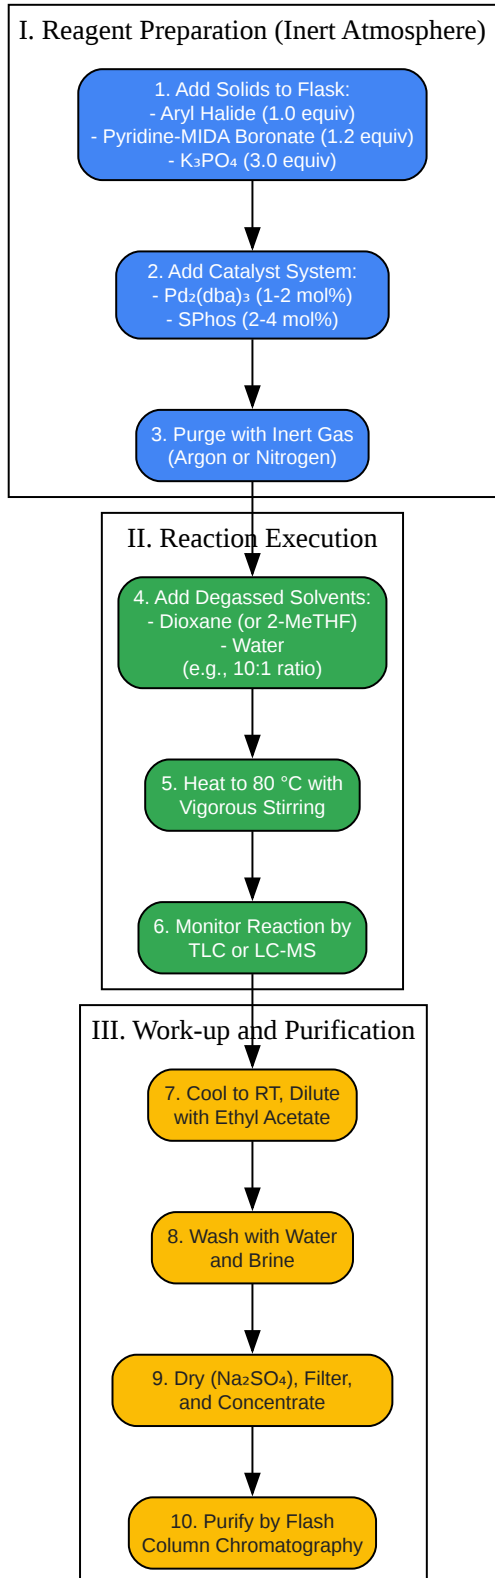 I. Reagent Preparation (Inert Atmosphere)
1. Add Solids to Flask:
- Aryl Halide (1.0 equiv)
- Pyridine-MIDA Boronate (1.2 equiv)
- K₃PO₄ (3.0 equiv)
2. Add Catalyst System:
- Pd₂(dba)₃ (1-2 mol%)
- SPhos (2-4 mol%)
3. Purge with Inert Gas
(Argon or Nitrogen)
II. Reaction Execution
4. Add Degassed Solvents:
- Dioxane (or 2-MeTHF)
- Water
(e.g., 10:1 ratio)
5. Heat to 80 °C with
Vigorous Stirring
6. Monitor Reaction by
TLC or LC-MS
III. Work-up and Purification
7. Cool to RT, Dilute
with Ethyl Acetate
8. Wash with Water
and Brine
9. Dry (Na₂SO₄), Filter,
and Concentrate
10. Purify by Flash
Column Chromatography